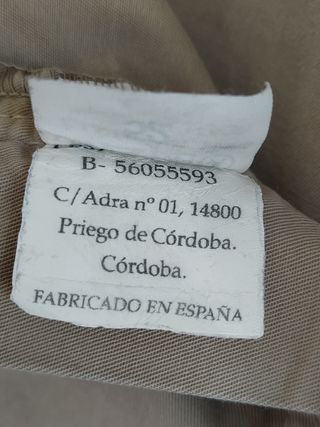 B- 56055593
C/Adra nº 01, 14800
Priego de Córdoba.
Córdoba.
FABRICADO EN ESPAÑA